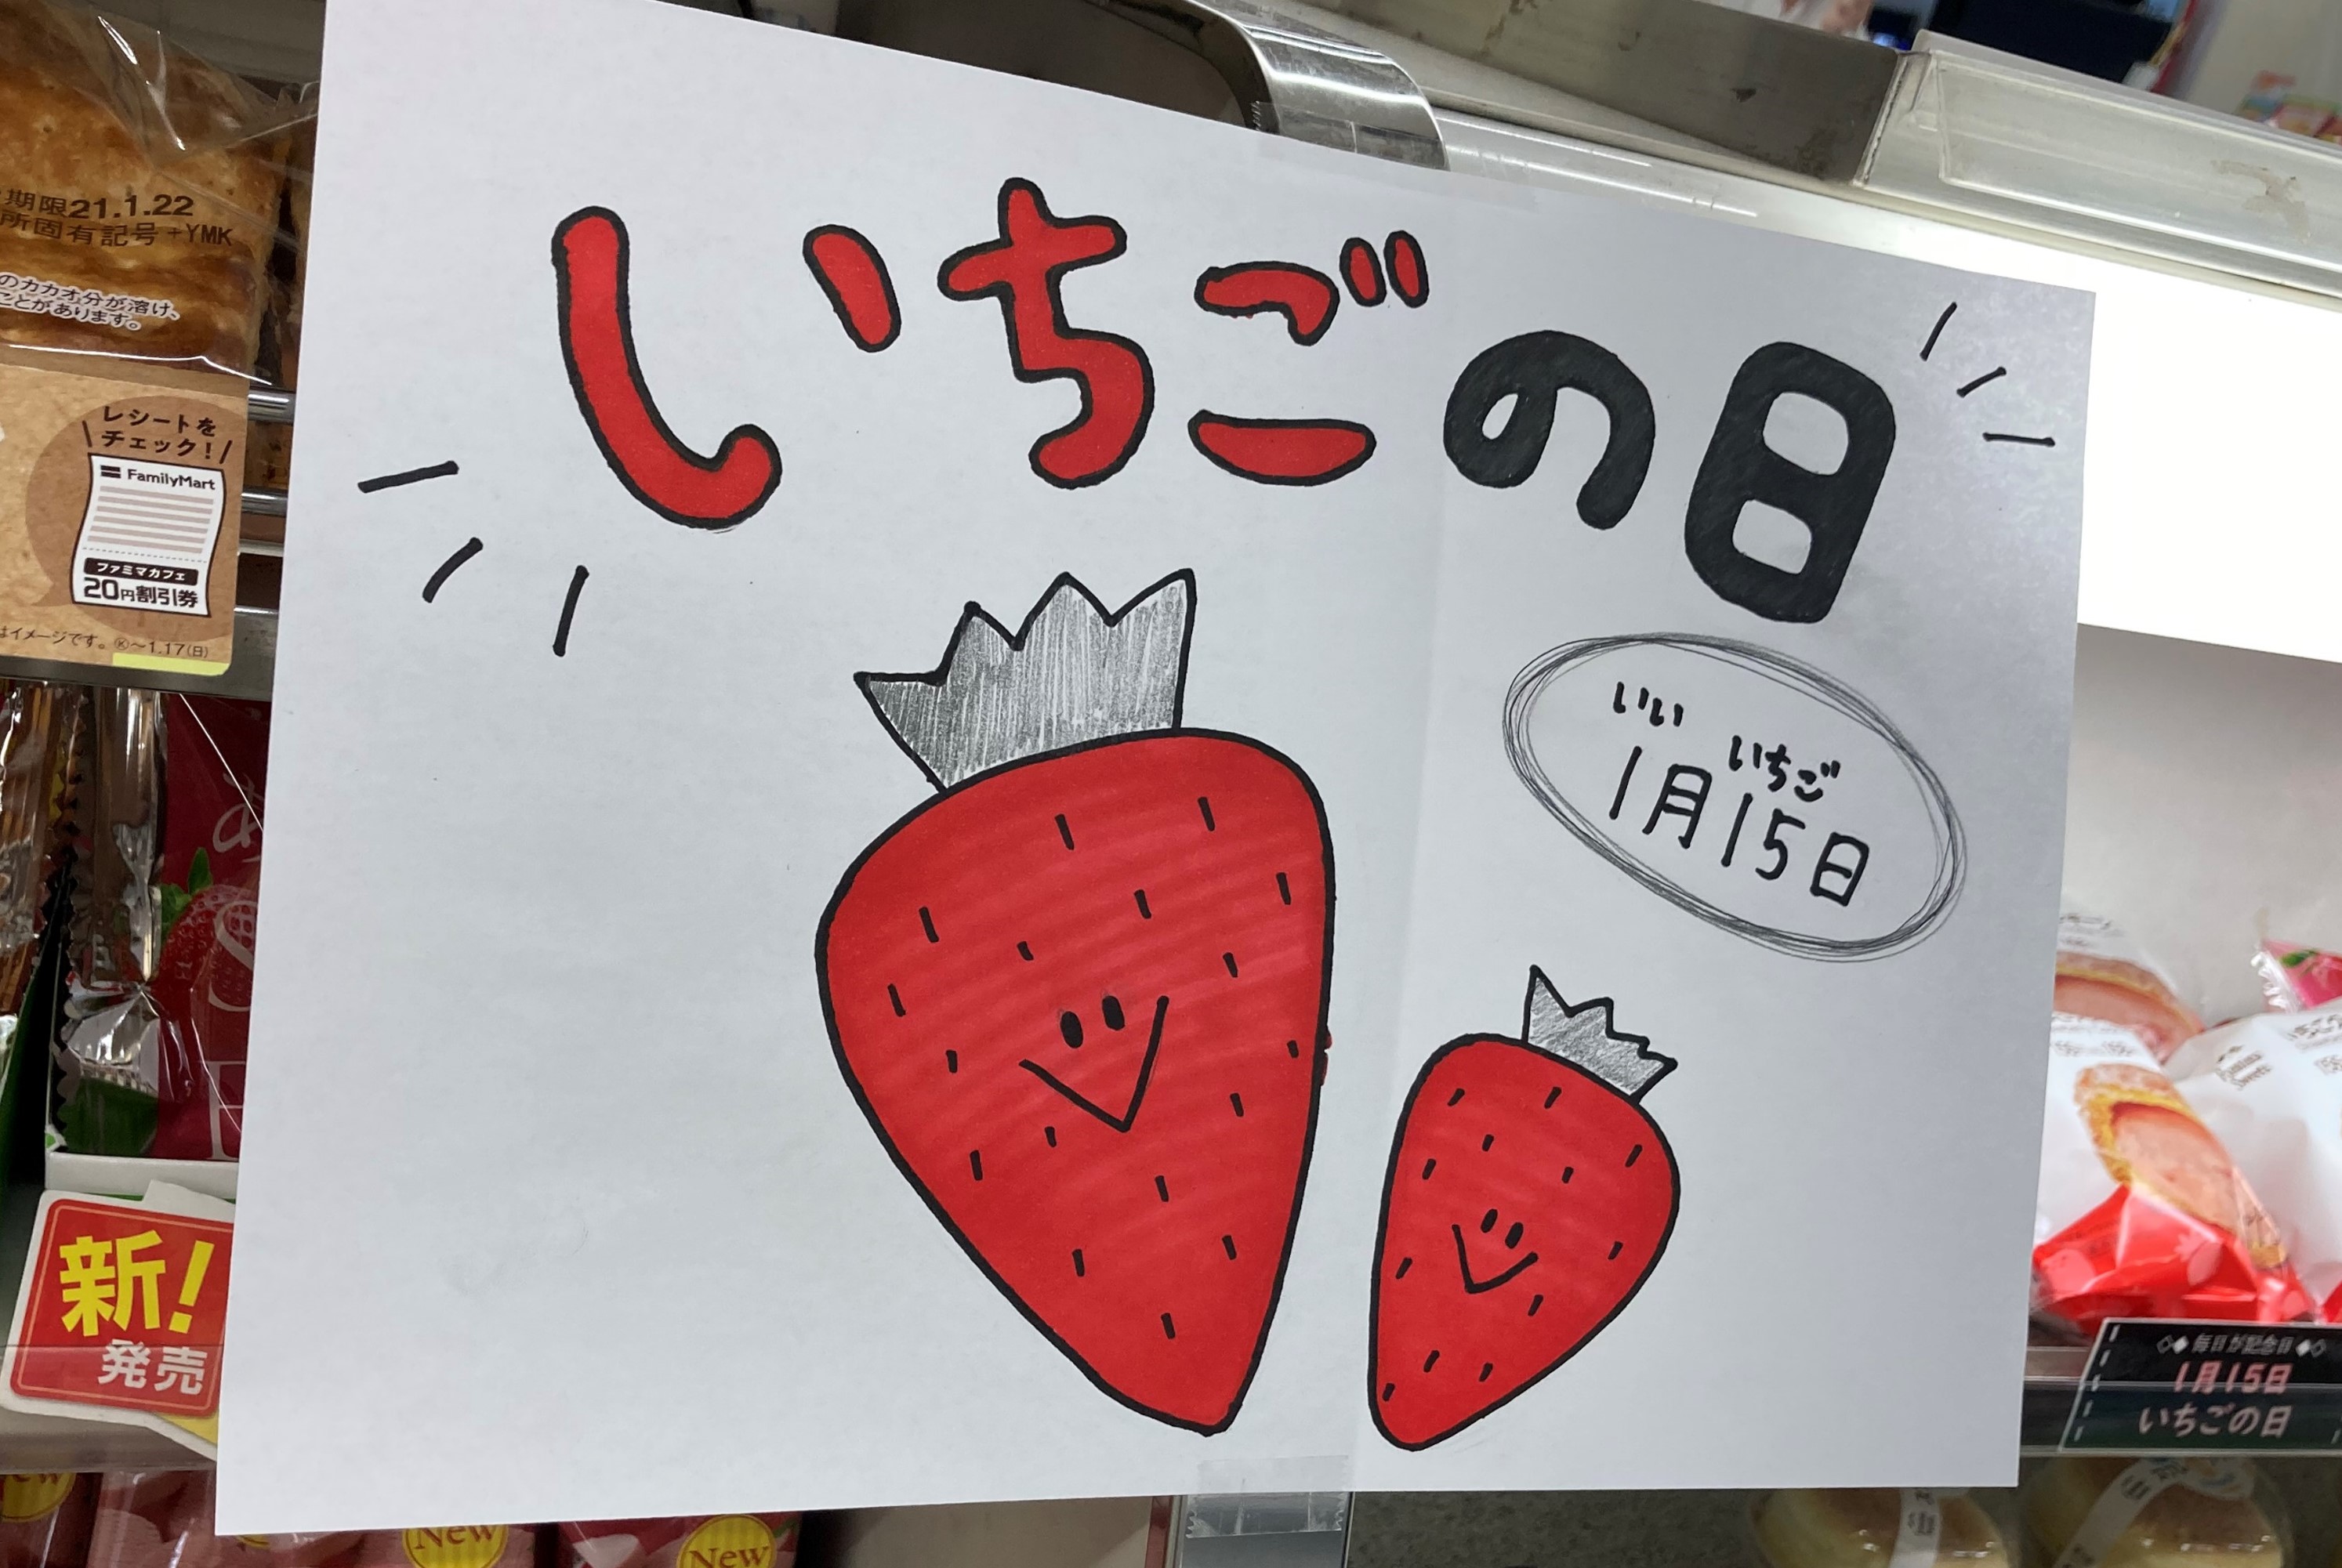 いちごの日
いい いちご
1月15日
期限21.1.22
所固有記号+YMK
のカカオ分が溶け、
ことがあります。
レシートを
チェック！
FamilyMart
ファミマカフェ
20円割引券
はイメージです。 ～1.17(日)
新！
発売
New
New
毎日が記念日
1月15日
いちごの日